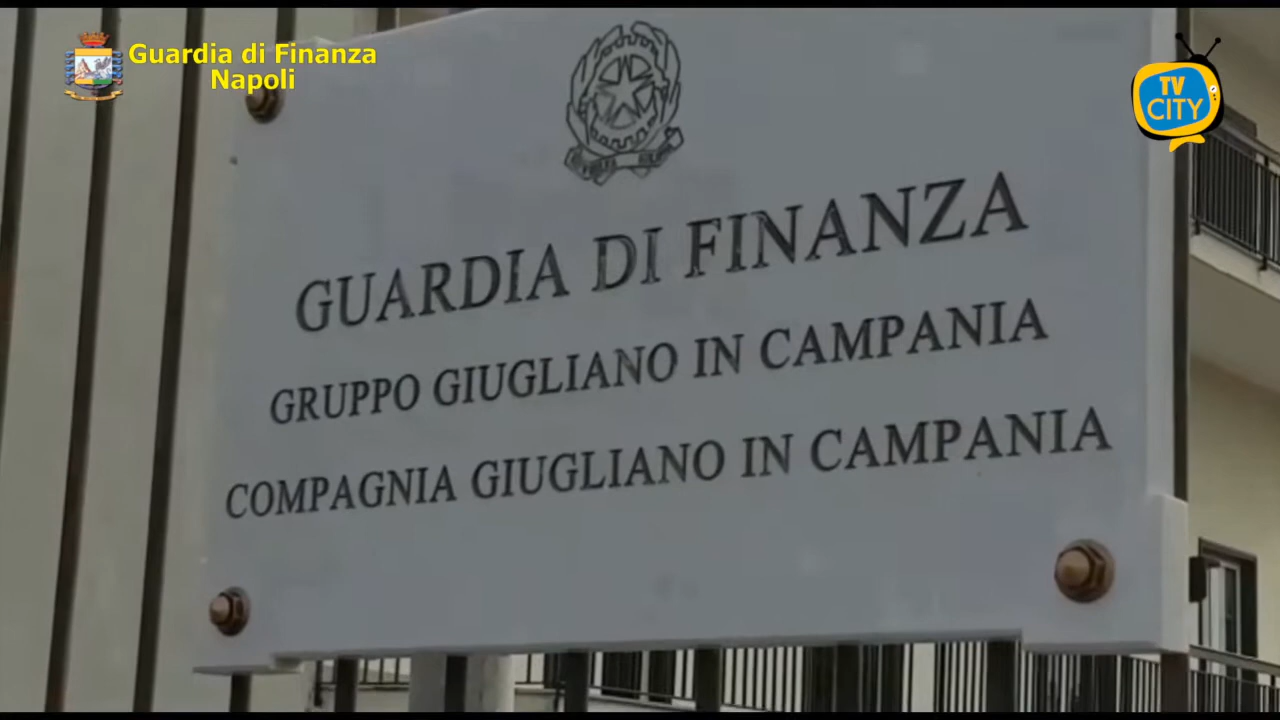 Guardia di Finanza
Napoli
TV
CITY
GUARDIA DI FINANZA
GRUPPO GIUGLIANO IN CAMPANIA
COMPAGNIA GIUGLIANO IN CAMPANIA